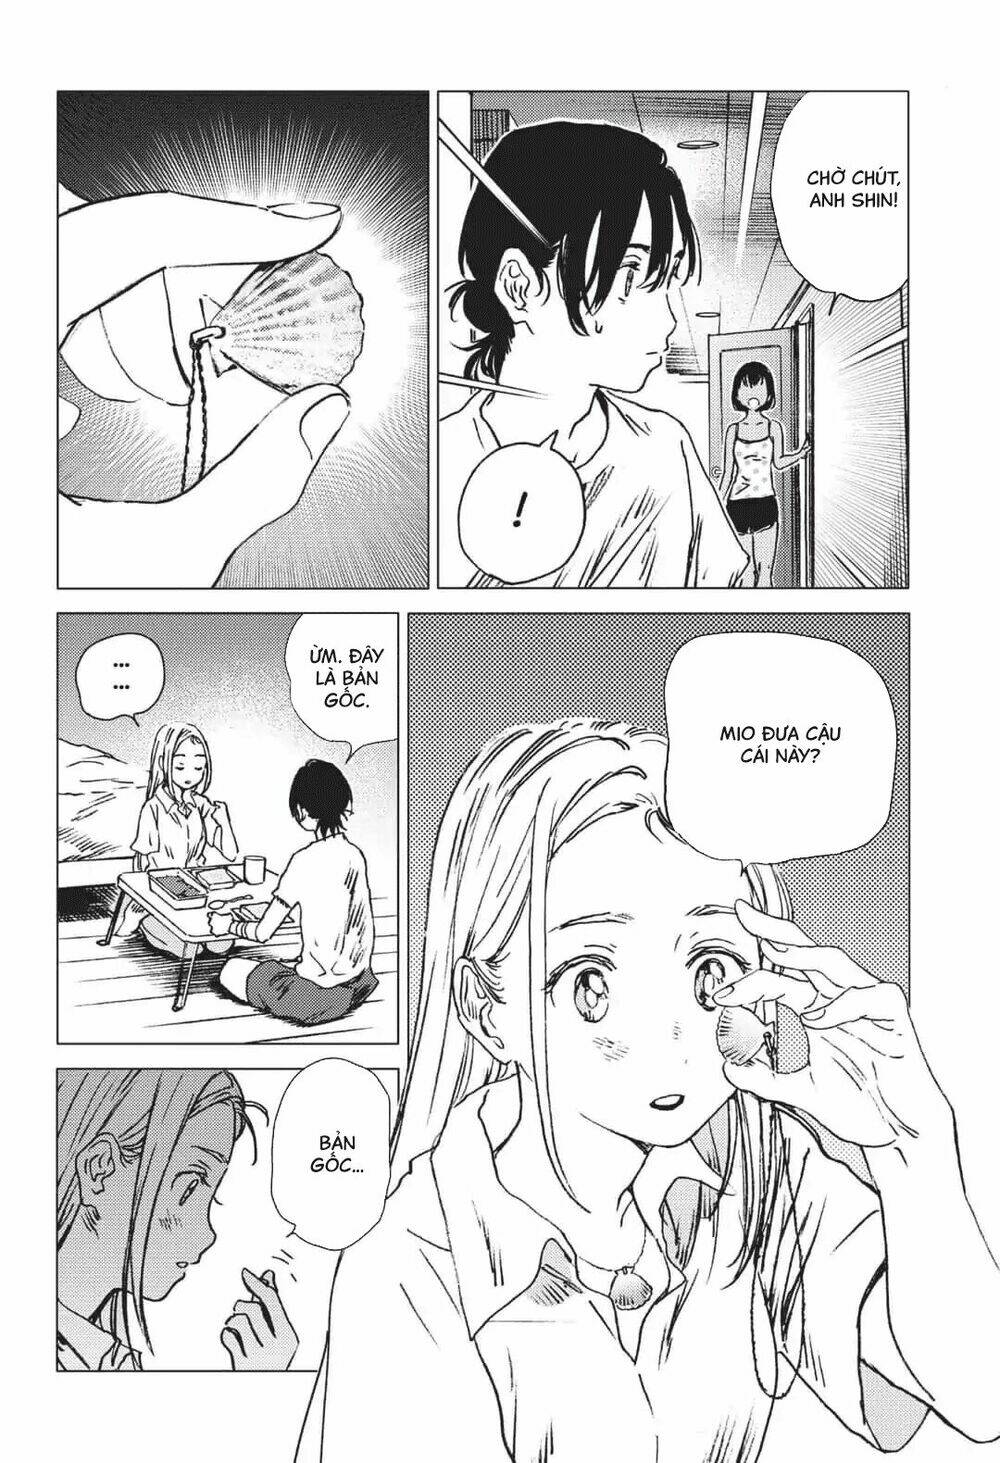 CHỜ CHÚT,
ANH SHIN!
!
MIO ĐƯA CẬU
CÁI NÀY?
ỪM. ĐÂY
LÀ BẢN
GỐC.
...
...
BẢN
GỐC...